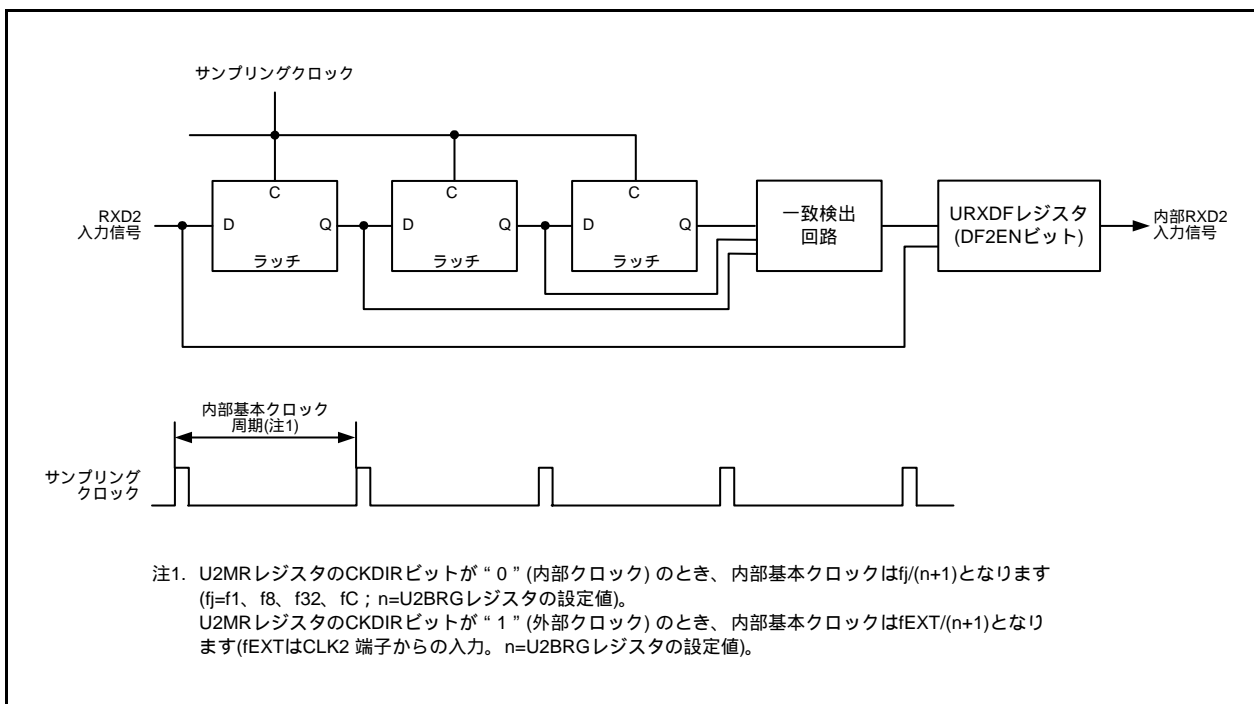 サンプリングクロック
C
C
C
RXD2
入力信号
D
Q
D
Q
D
Q
ラッチ
ラッチ
ラッチ
一致検出
回路
URXDFレジスタ
(DF2ENビット)
内部RXD2
入力信号
内部基本クロック
周期(注1)
サンプリング
クロック
注1. U2MRレジスタのCKDIRビットが“0”(内部クロック) のとき、内部基本クロックはfj/(n+1)となります
(fj=f1、f8、f32、fC ; n=U2BRGレジスタの設定値)。
U2MRレジスタのCKDIRビットが“1”(外部クロック) のとき、内部基本クロックはfEXT/(n+1)となり
ます(fEXTはCLK2 端子からの入力。n=U2BRGレジスタの設定値)。